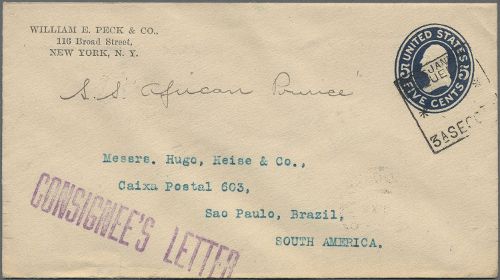 WILLIAM E. PECK & CO.,
116 Broad Street,
NEW YORK, N. Y.
UNITED STATES
FIVE CENTS
JAN
S.S. African Prince"
Messrs. Hugo, Heise & Co.,
Caixa Postal 603,
Sao Paulo, Brazil,
SOUTH AMERICA.
CONSIGNEE'S LETTER